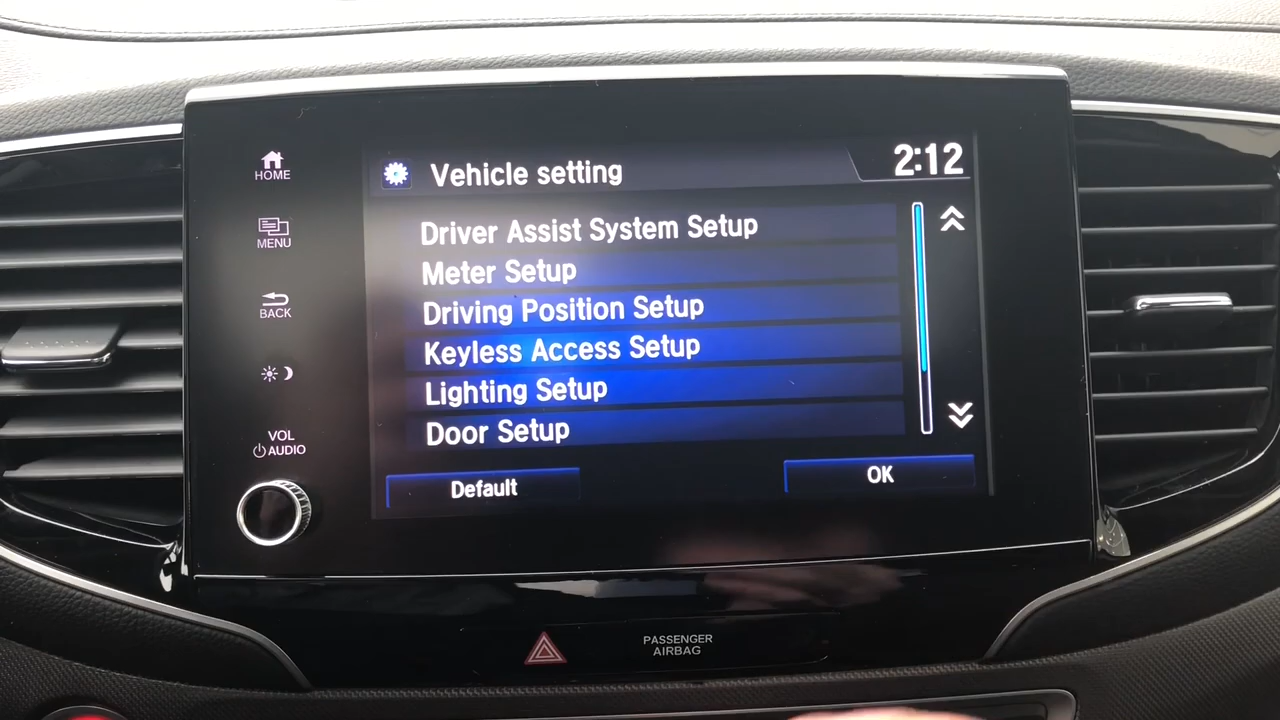 HOME
MENU
BACK
VOL
AUDIO
Vehicle setting
2:12
Driver Assist System Setup
Meter Setup
Driving Position Setup
Keyless Access Setup
Lighting Setup
Door Setup
Default
OK
PASSENGER
AIRBAG